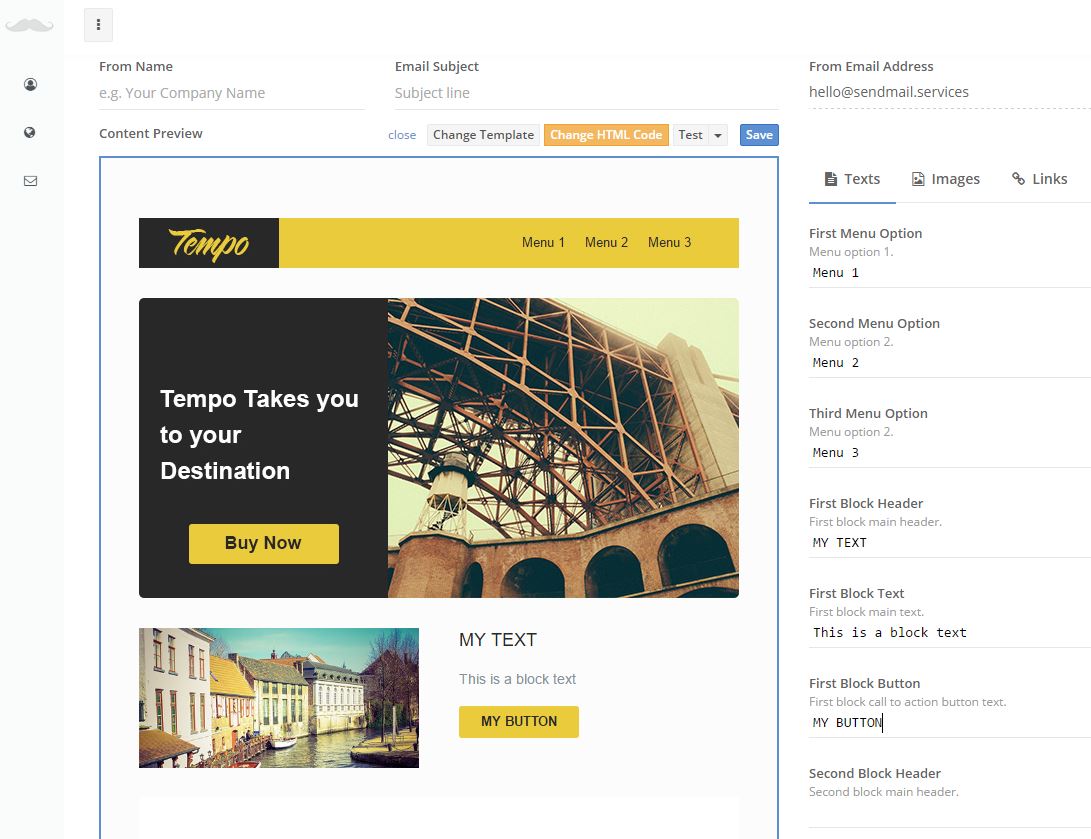 From Name
e.g. Your Company Name
Email Subject
Subject line
From Email Address
hello@sendmail.services
Content Preview
close
Change Template
Change HTML Code
Test
Save
Tempo
Menu 1
Menu 2
Menu 3
Tempo Takes you
to your
Destination
Buy Now
MY TEXT
This is a block text
MY BUTTON
Texts
Images
Links
First Menu Option
Menu option 1.
Menu 1
Second Menu Option
Menu option 2.
Menu 2
Third Menu Option
Menu option 2.
Menu 3
First Block Header
First block main header.
MY TEXT
First Block Text
First block main text.
This is a block text
First Block Button
First block call to action button text.
MY BUTTON
Second Block Header
Second block main header.